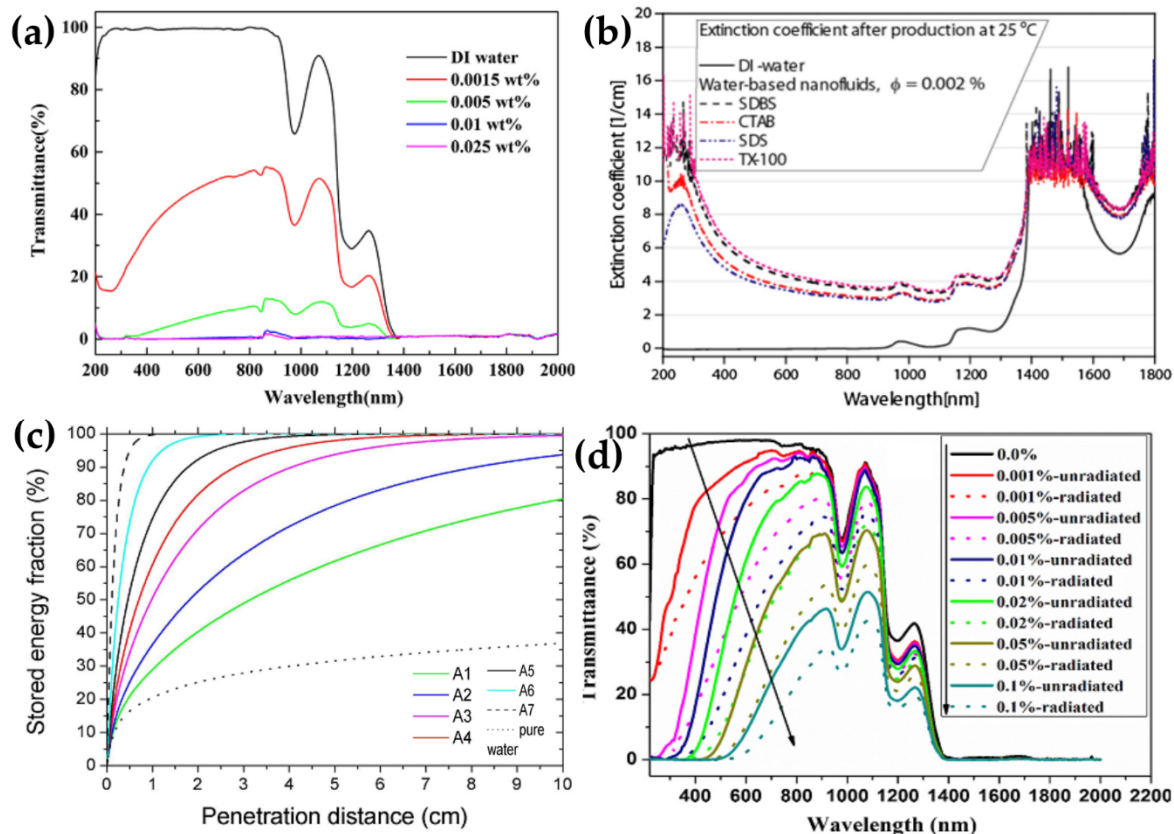 (a)
100
80
60
40
20
0
Transmittance(%)
DI water
0.0015 wt%
0.005 wt%
0.01 wt%
0.025 wt%
200 400 600 800 1000 1200 1400 1600 1800 2000
Wavelength(nm)
(b)
20
18
16
14
12
10
8
6
4
2
0
Extinction coefficient [1/cm]
Extinction coefficient after production at 25 °C
DI -water
Water-based nanofluids, ϕ = 0.002 %
SDBS
CTAB
SDS
TX-100
200 400 600 800 1000 1200 1400 1600 1800
Wavelength[nm]
(c)
100
90
80
70
60
50
40
30
20
10
0
Stored energy fraction (%)
A1
A2
A3
A4
A5
A6
A7
pure
water
0 1 2 3 4 5 6 7 8 9 10
Penetration distance (cm)
(d)
100
80
60
40
20
0
Transmittaance (%)
0.0%
0.001%-unradiated
0.001%-radiated
0.005%-unradiated
0.005%-radiated
0.01%-unradiated
0.01%-radiated
0.02%-unradiated
0.02%-radiated
0.05%-unradiated
0.05%-radiated
0.1%-unradiated
0.1%-radiated
400 600 800 1000 1200 1400 1600 1800 2000 2200
Wavelength (nm)